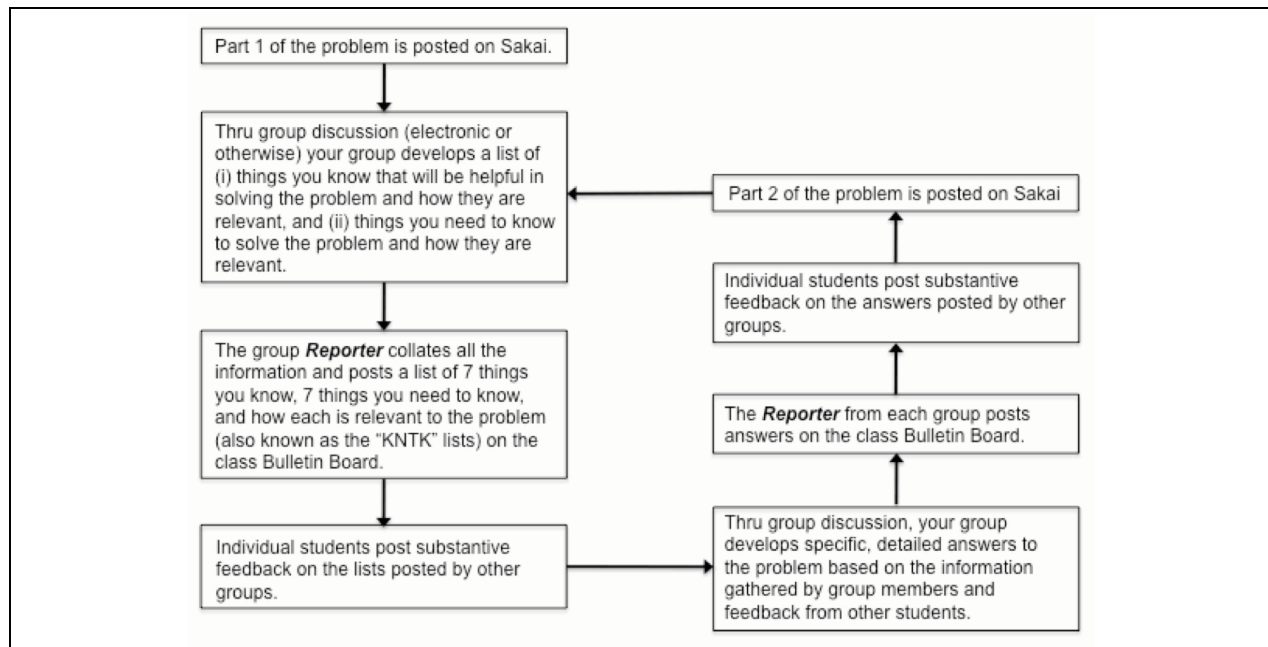 Part 1 of the problem is posted on Sakai.
Thru group discussion (electronic or
otherwise) your group develops a list of
(i) things you know that will be helpful in
solving the problem and how they are
relevant, and (ii) things you need to know
to solve the problem and how they are
relevant.
The group Reporter collates all the
information and posts a list of 7 things
you know, 7 things you need to know,
and how each is relevant to the problem
(also known as the “KNTK” lists) on the
class Bulletin Board.
Individual students post substantive
feedback on the lists posted by other
groups.
Thru group discussion, your group
develops specific, detailed answers to
the problem based on the information
gathered by group members and
feedback from other students.
The Reporter from each group posts
answers on the class Bulletin Board.
Individual students post substantive
feedback on the answers posted by other
groups.
Part 2 of the problem is posted on Sakai